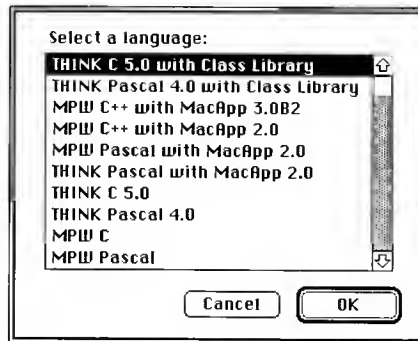 Select a language:
THINK C 5.0 with Class Library
THINK Pascal 4.0 with Class Library
MPW C++ with MacApp 3.0B2
MPW C++ with MacApp 2.0
MPW Pascal with MacApp 2.0
THINK Pascal with MacApp 2.0
THINK C 5.0
THINK Pascal 4.0
MPW C
MPW Pascal
Cancel OK